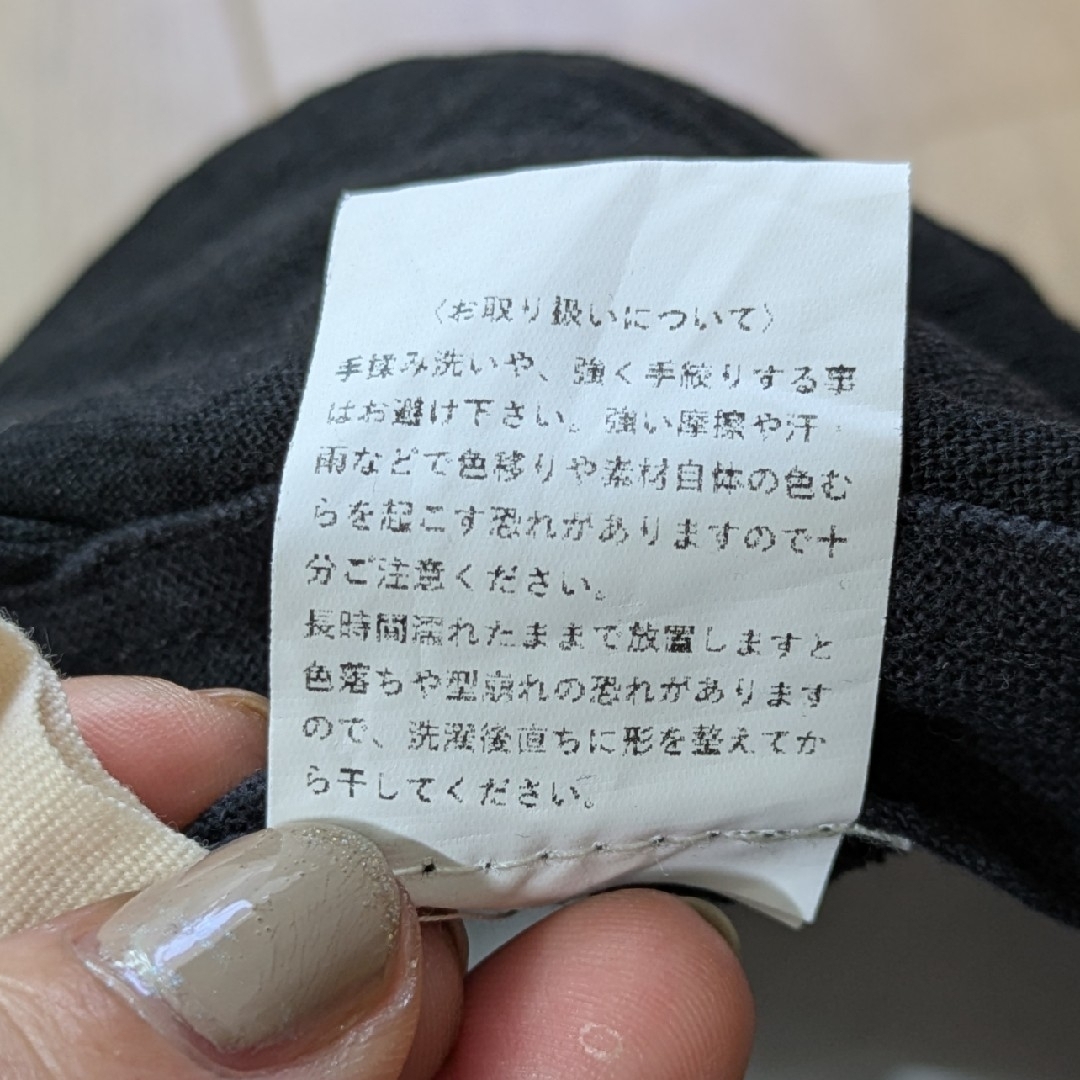 〈お取り扱いについて〉
手揉み洗いや、強く手絞りする事
はお避け下さい。強い摩擦や汗・
雨などで色移りや素材自体の色む
らを起こす恐れがありますので十
分ご注意ください。
長時間濡れたままで放置しますと
色落ちや型崩れの恐れがあります
ので、洗濯後直ちに形を整えてか
ら干してください。